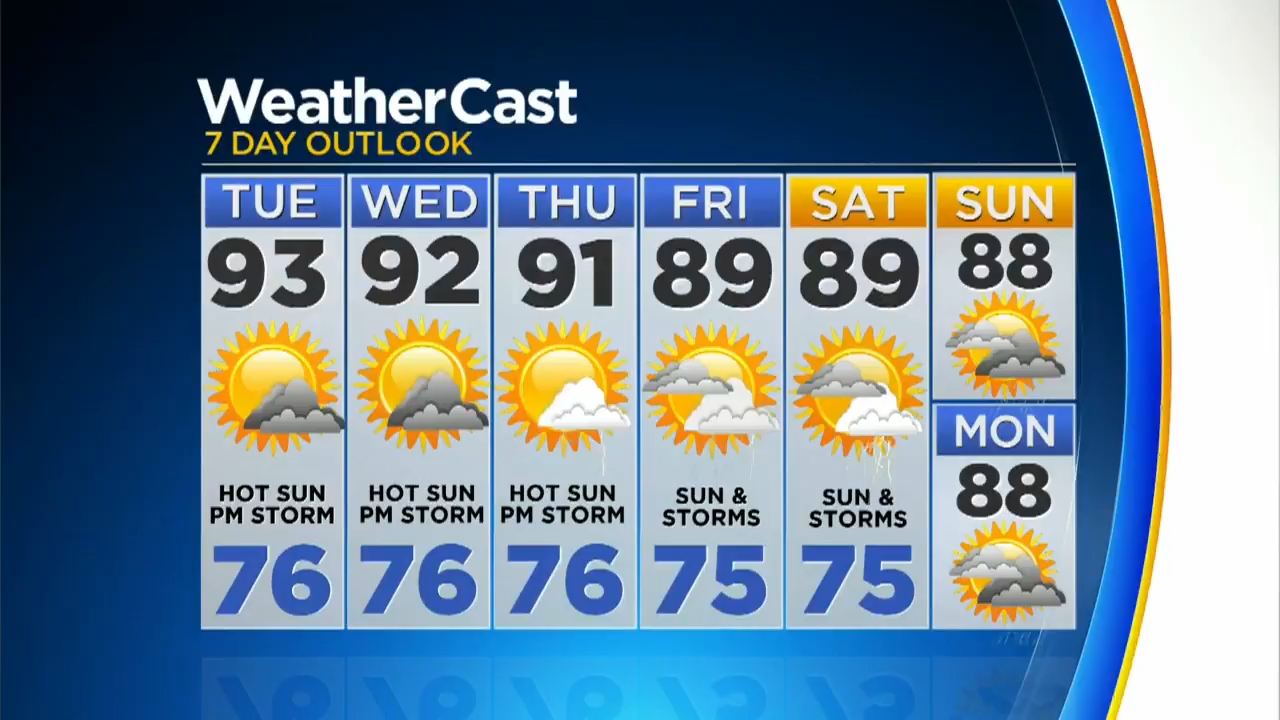 WeatherCast
7 DAY OUTLOOK
TUE
93
HOT SUN
PM STORM
76
WED
92
HOT SUN
PM STORM
76
THU
91
HOT SUN
PM STORM
76
FRI
89
SUN &
STORMS
75
SAT
89
SUN &
STORMS
75
SUN
88
MON
88